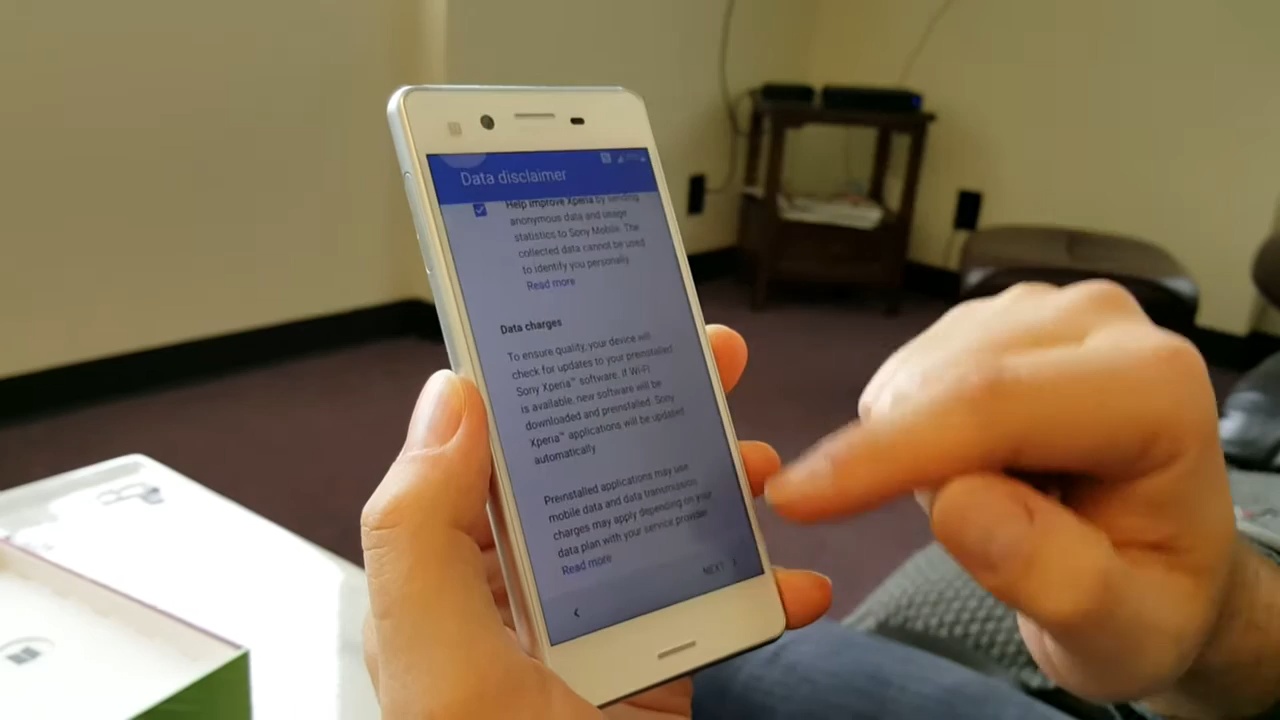 Data disclaimer
Help improve Xperia by sending
anonymous data and usage
statistics to Sony Mobile. The
collected data cannot be used
to identify you personally.
Read more
Data charges
To ensure quality, your device will
check for updates to your preinstalled
Sony Xperia™ software. If Wi-Fi
is available, new software will be
downloaded and preinstalled. Sony
Xperia™ applications will be updated
automatically
Preinstalled applications may use
mobile data and data transmission
charges may apply depending on your
data plan with your service provider
Read more
NEXT